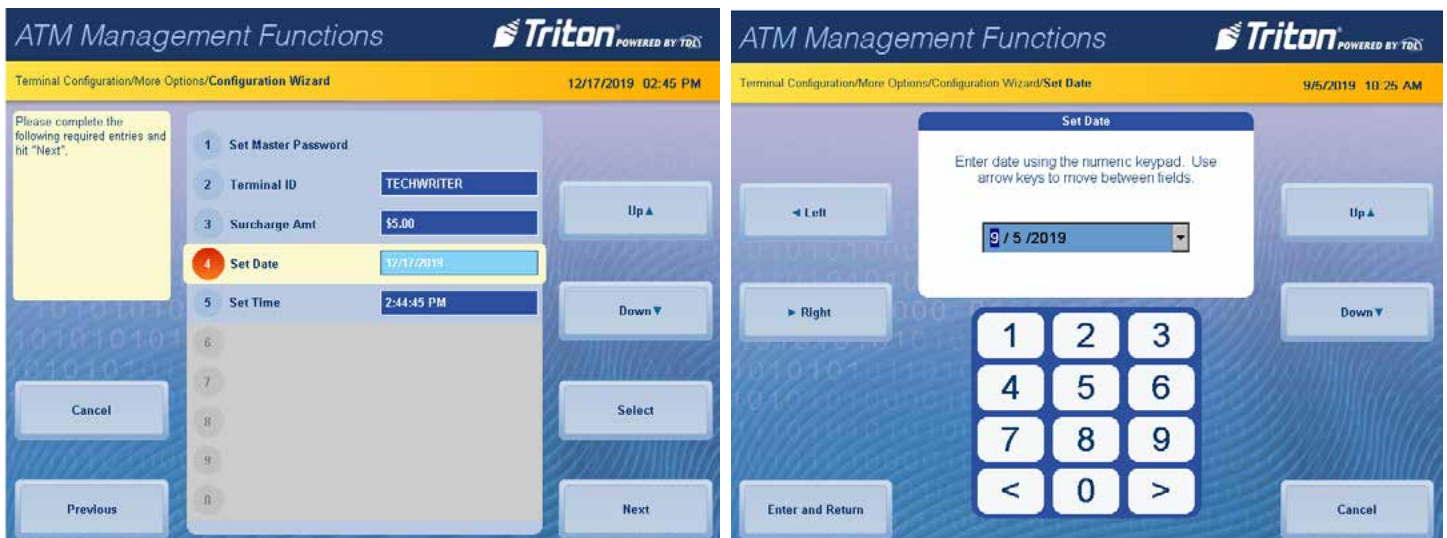 ATM Management Functions
Triton POWERED BY TDL
Terminal Configuration/More Options/Configuration Wizard
12/17/2019 02:45 PM
Please complete the
following required entries and
hit "Next".
1 Set Master Password
2 Terminal ID TECHWRITER
3 Surcharge Amt $5.00
4 Set Date 12/17/2019
5 Set Time 2:44:45 PM
6
7
8
9
0
Up▲
Down▼
Cancel
Select
Previous
Next
ATM Management Functions
Triton POWERED BY TDL
Terminal Configuration/More Options/Configuration Wizard/Set Date
9/5/2019 10:25 AM
Set Date
Enter date using the numeric keypad. Use
arrow keys to move between fields.
9 / 5 /2019
◄ Left
Up▲
► Right
Down▼
1 2 3
4 5 6
7 8 9
< 0 >
Enter and Return
Cancel